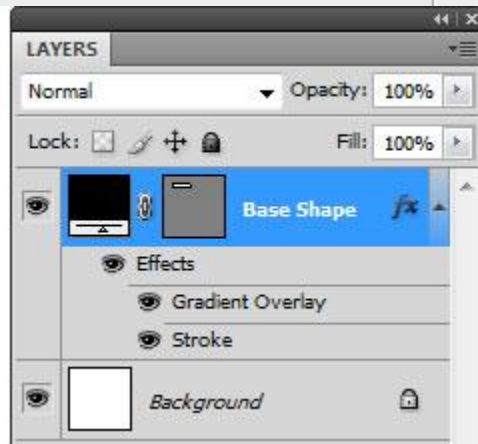 LAYERS
Normal Opacity: 100%
Lock: Fill: 100%
Base Shape fx
Effects
Gradient Overlay
Stroke
Background